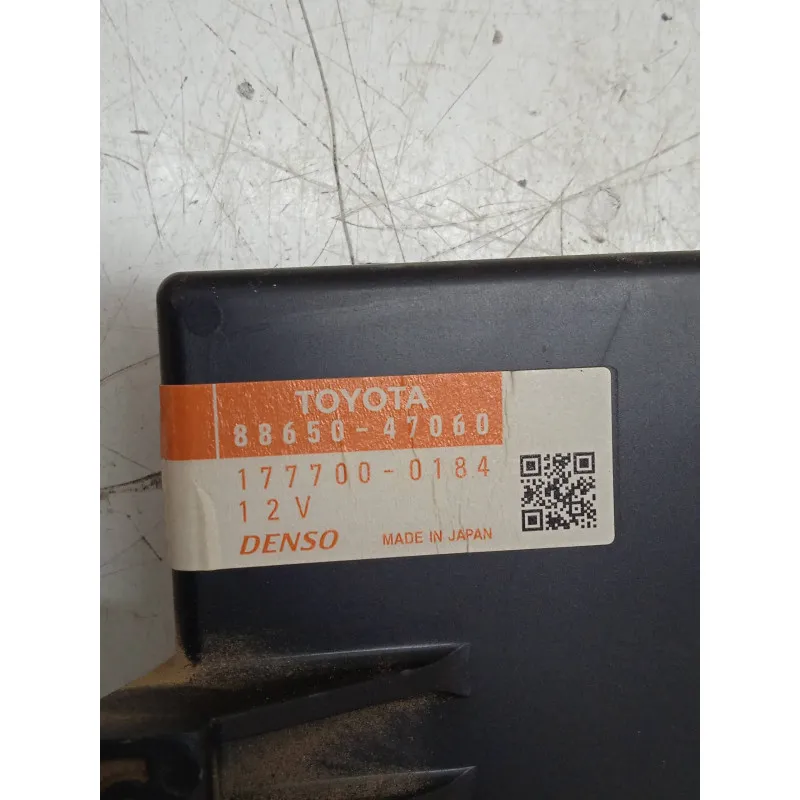 TOYOTA
88650-47060
177700-0184
12V
DENSO MADE IN JAPAN